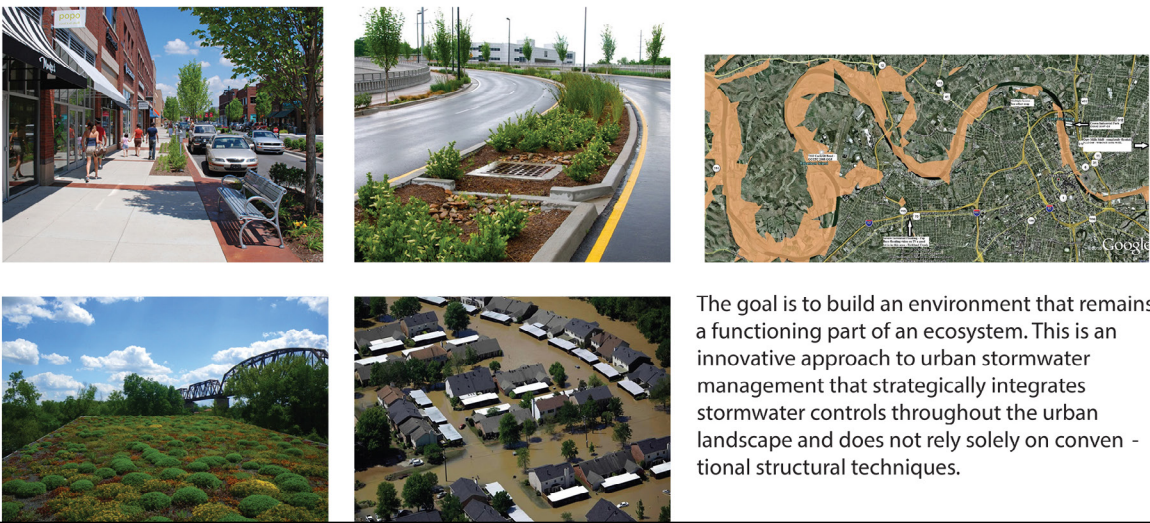 popo
Google
The goal is to build an environment that remains
a functioning part of an ecosystem. This is an
innovative approach to urban stormwater
management that strategically integrates
stormwater controls throughout the urban
landscape and does not rely solely on conven -
tional structural techniques.